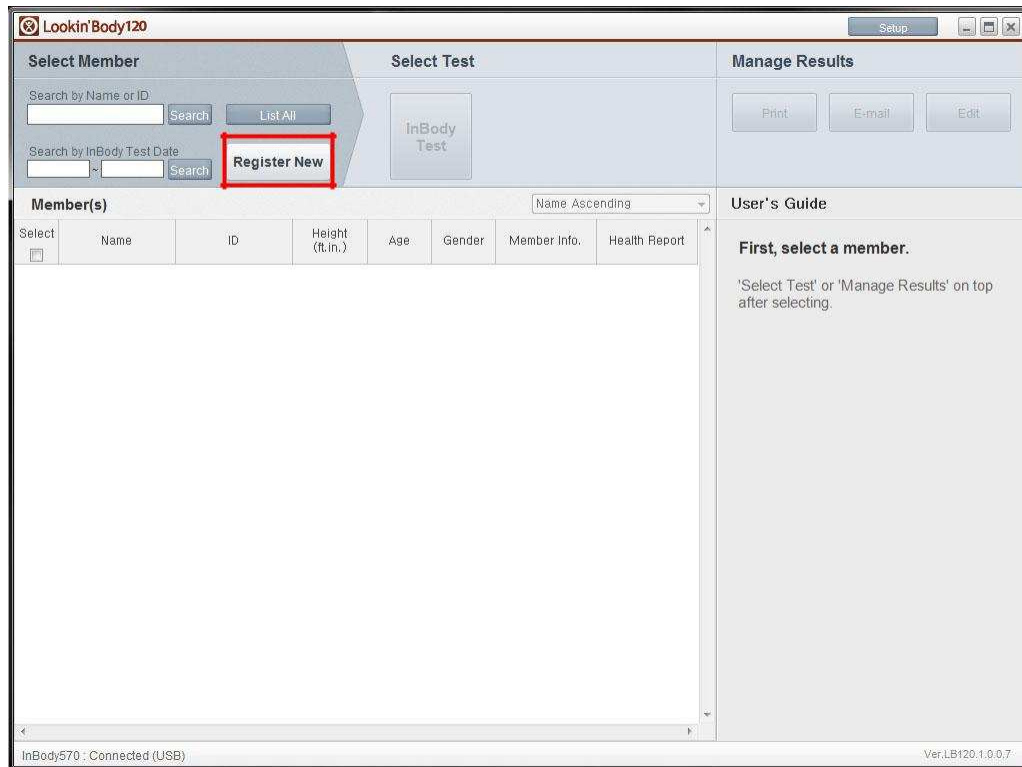 Lookin'Body120
Setup
Select Member
Select Test
Manage Results
Search by Name or ID
Search
List All
InBody
Test
Print
E-mail
Edit
Search by InBody Test Date
~
Search
Register New
Member(s)
Name Ascending
User's Guide
Select
Name
ID
Height
(ft.in.)
Age
Gender
Member Info.
Health Report
First, select a member.
'Select Test' or 'Manage Results' on top
after selecting.
InBody570 : Connected (USB)
Ver.LB120.1.0.0.7